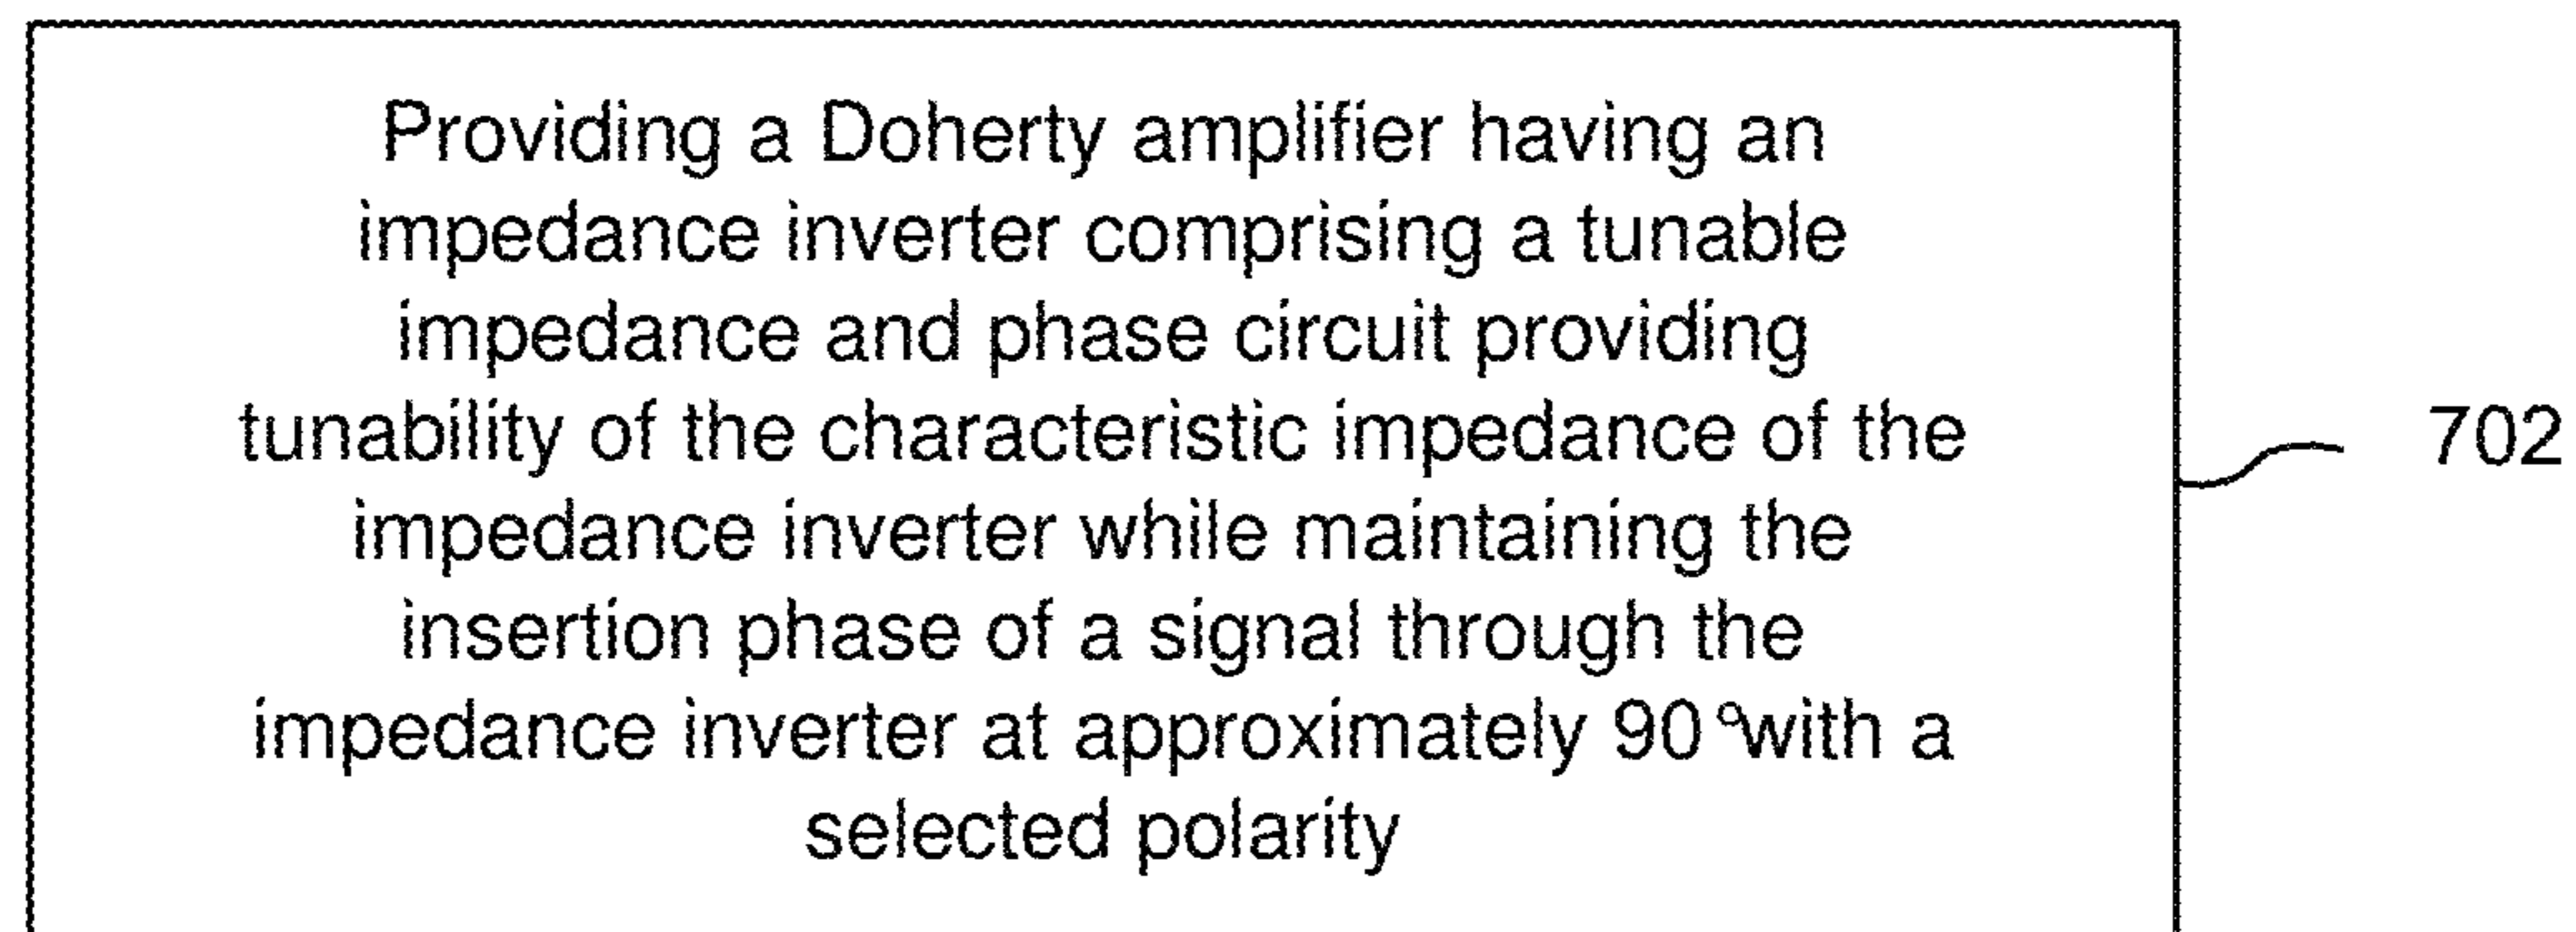 Providing a Doherty amplifier having an
impedance inverter comprising a tunable
impedance and phase circuit providing
tunability of the characteristic impedance of the
impedance inverter while maintaining the
insertion phase of a signal through the
impedance inverter at approximately 90° with a
selected polarity
702